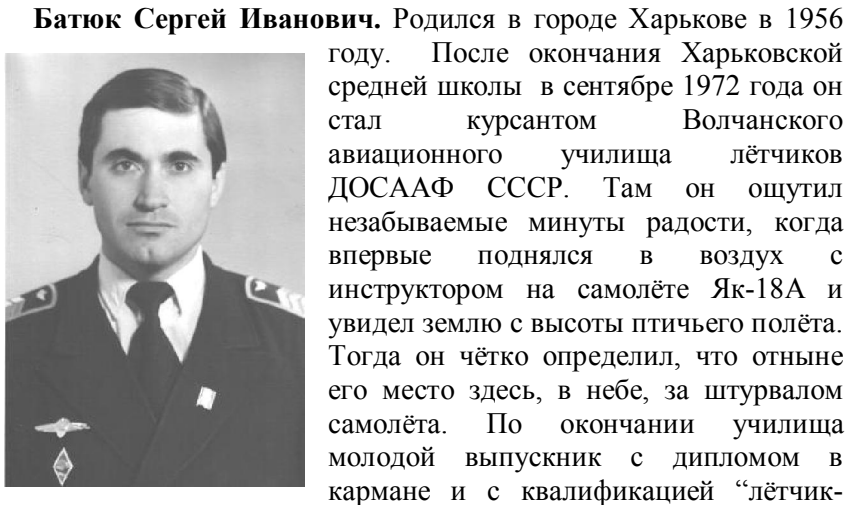 Батюк Сергей Иванович. Родился в городе Харькове в 1956
году. После окончания Харьковской
средней школы в сентябре 1972 года он
стал курсантом Волчанского
авиационного училища лётчиков
ДОСААФ СССР. Там он ощутил
незабываемые минуты радости, когда
впервые поднялся в воздух с
инструктором на самолёте Як-18А и
увидел землю с высоты птичьего полёта.
Тогда он чётко определил, что отныне
его место здесь, в небе, за штурвалом
самолёта. По окончании училища
молодой выпускник с дипломом в
кармане и с квалификацией “лётчик-